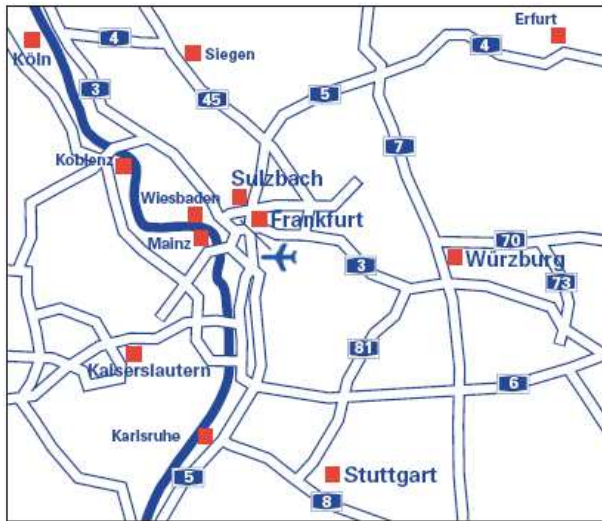 Erfurt
4
4
Köln
Siegen
3
45
5
7
Koblenz
Sulzbach
Wiesbaden
Frankfurt
Mainz
70
3
Würzburg
73
81
Kaiserslautern
6
Karlsruhe
5
Stuttgart
8